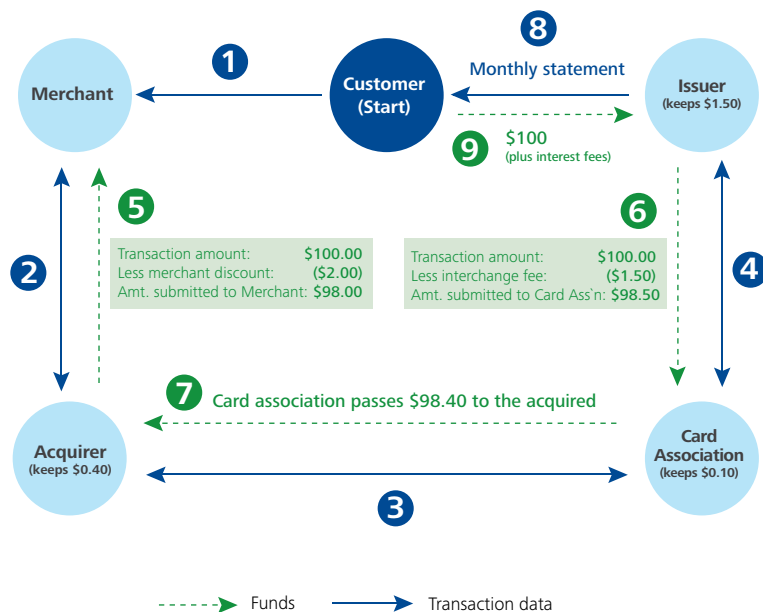 8
1
Monthly statement
Merchant
Customer
(Start)
Issuer
(keeps $1.50)
9
$100
(plus interest fees)
5
6
Transaction amount: $100.00
Less merchant discount: ($2.00)
Amt. submitted to Merchant: $98.00
Transaction amount: $100.00
Less interchange fee: ($1.50)
Amt. submitted to Card Ass`n: $98.50
2
4
7
Card association passes $98.40 to the acquired
Acquirer
(keeps $0.40)
Card
Association
(keeps $0.10)
3
Funds
Transaction data